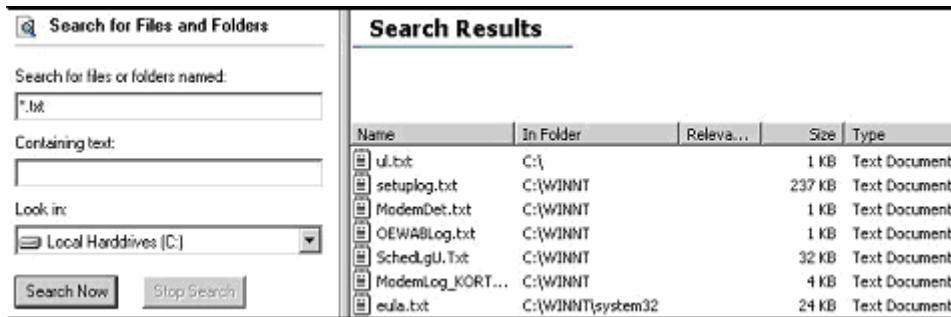 Search for Files and Folders
Search for files or folders named:
*.txt
Containing text:
Look in:
Local Harddrives (C:)
Search Now Stop Search
Search Results
Name In Folder Releva... Size Type
ul.txt C:\ 1 KB Text Document
setuplog.txt C:\WINNT 237 KB Text Document
ModemDet.txt C:\WINNT 1 KB Text Document
OEWABLog.txt C:\WINNT 1 KB Text Document
SchedLgU.Txt C:\WINNT 32 KB Text Document
ModemLog_KORT... C:\WINNT 4 KB Text Document
eula.txt C:\WINNT\system32 24 KB Text Document